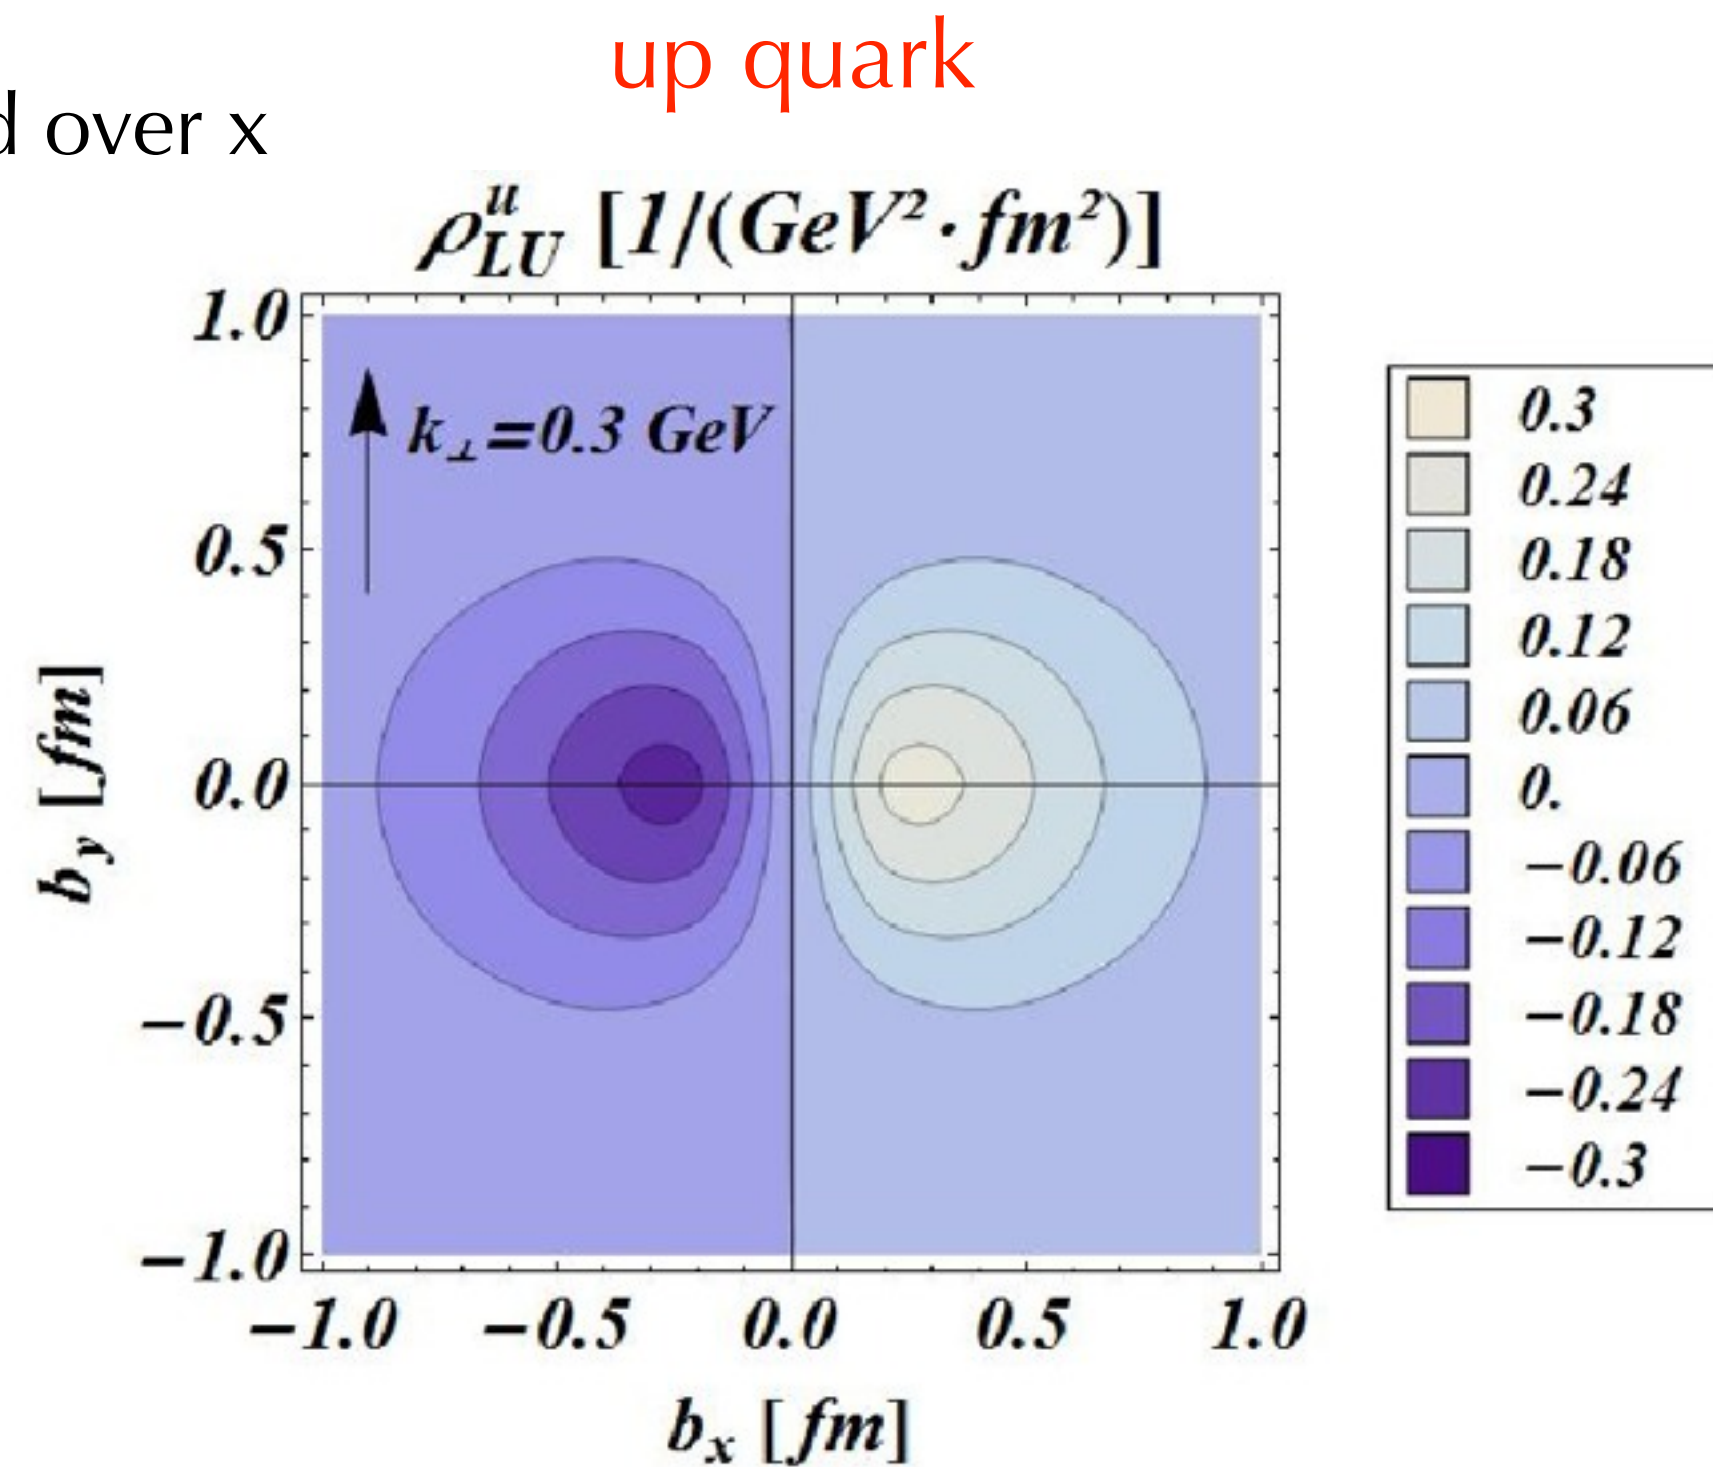 up quark
d over x
ρ^u_LU [1/(GeV²·fm²)]
1.0
k⊥=0.3 GeV
0.5
0.0
−0.5
−1.0
b_y [fm]
−1.0 −0.5 0.0 0.5 1.0
b_x [fm]
0.3
0.24
0.18
0.12
0.06
0.
−0.06
−0.12
−0.18
−0.24
−0.3